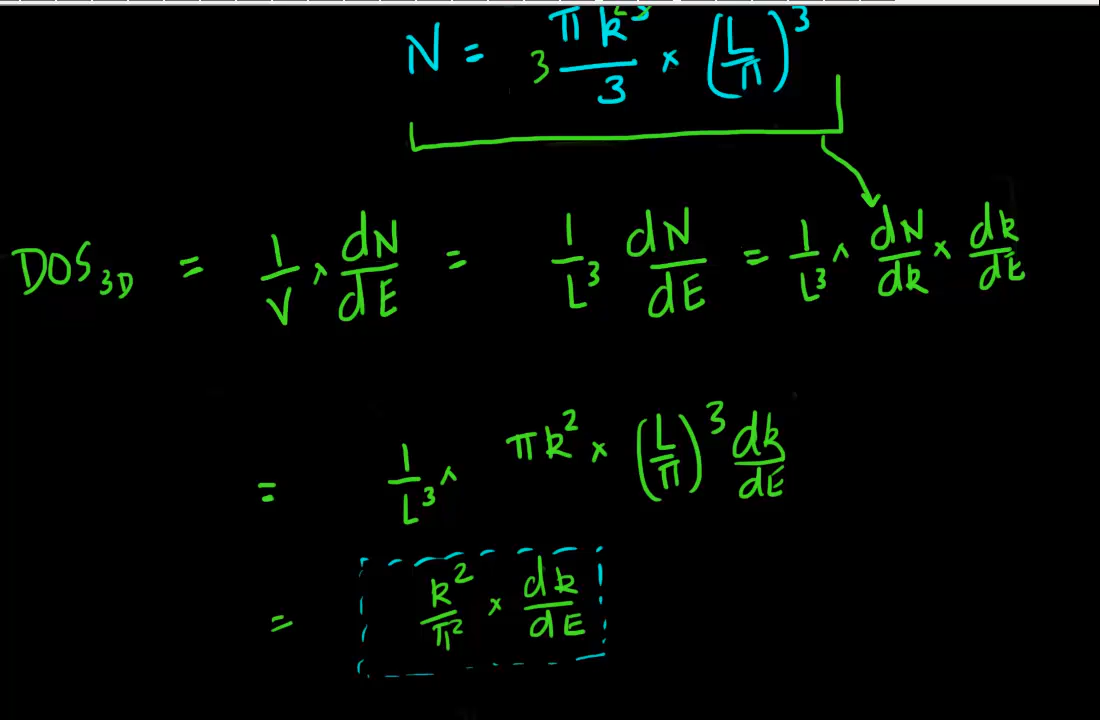 N = 3 πk³/3 × (L/π)³
DOS₃D = 1/V × dN/dE = 1/L³ dN/dE = 1/L³ × dN/dk × dk/dE
= 1/L³ × πk² × (L/π)³ dk/dE
= k²/π² × dk/dE